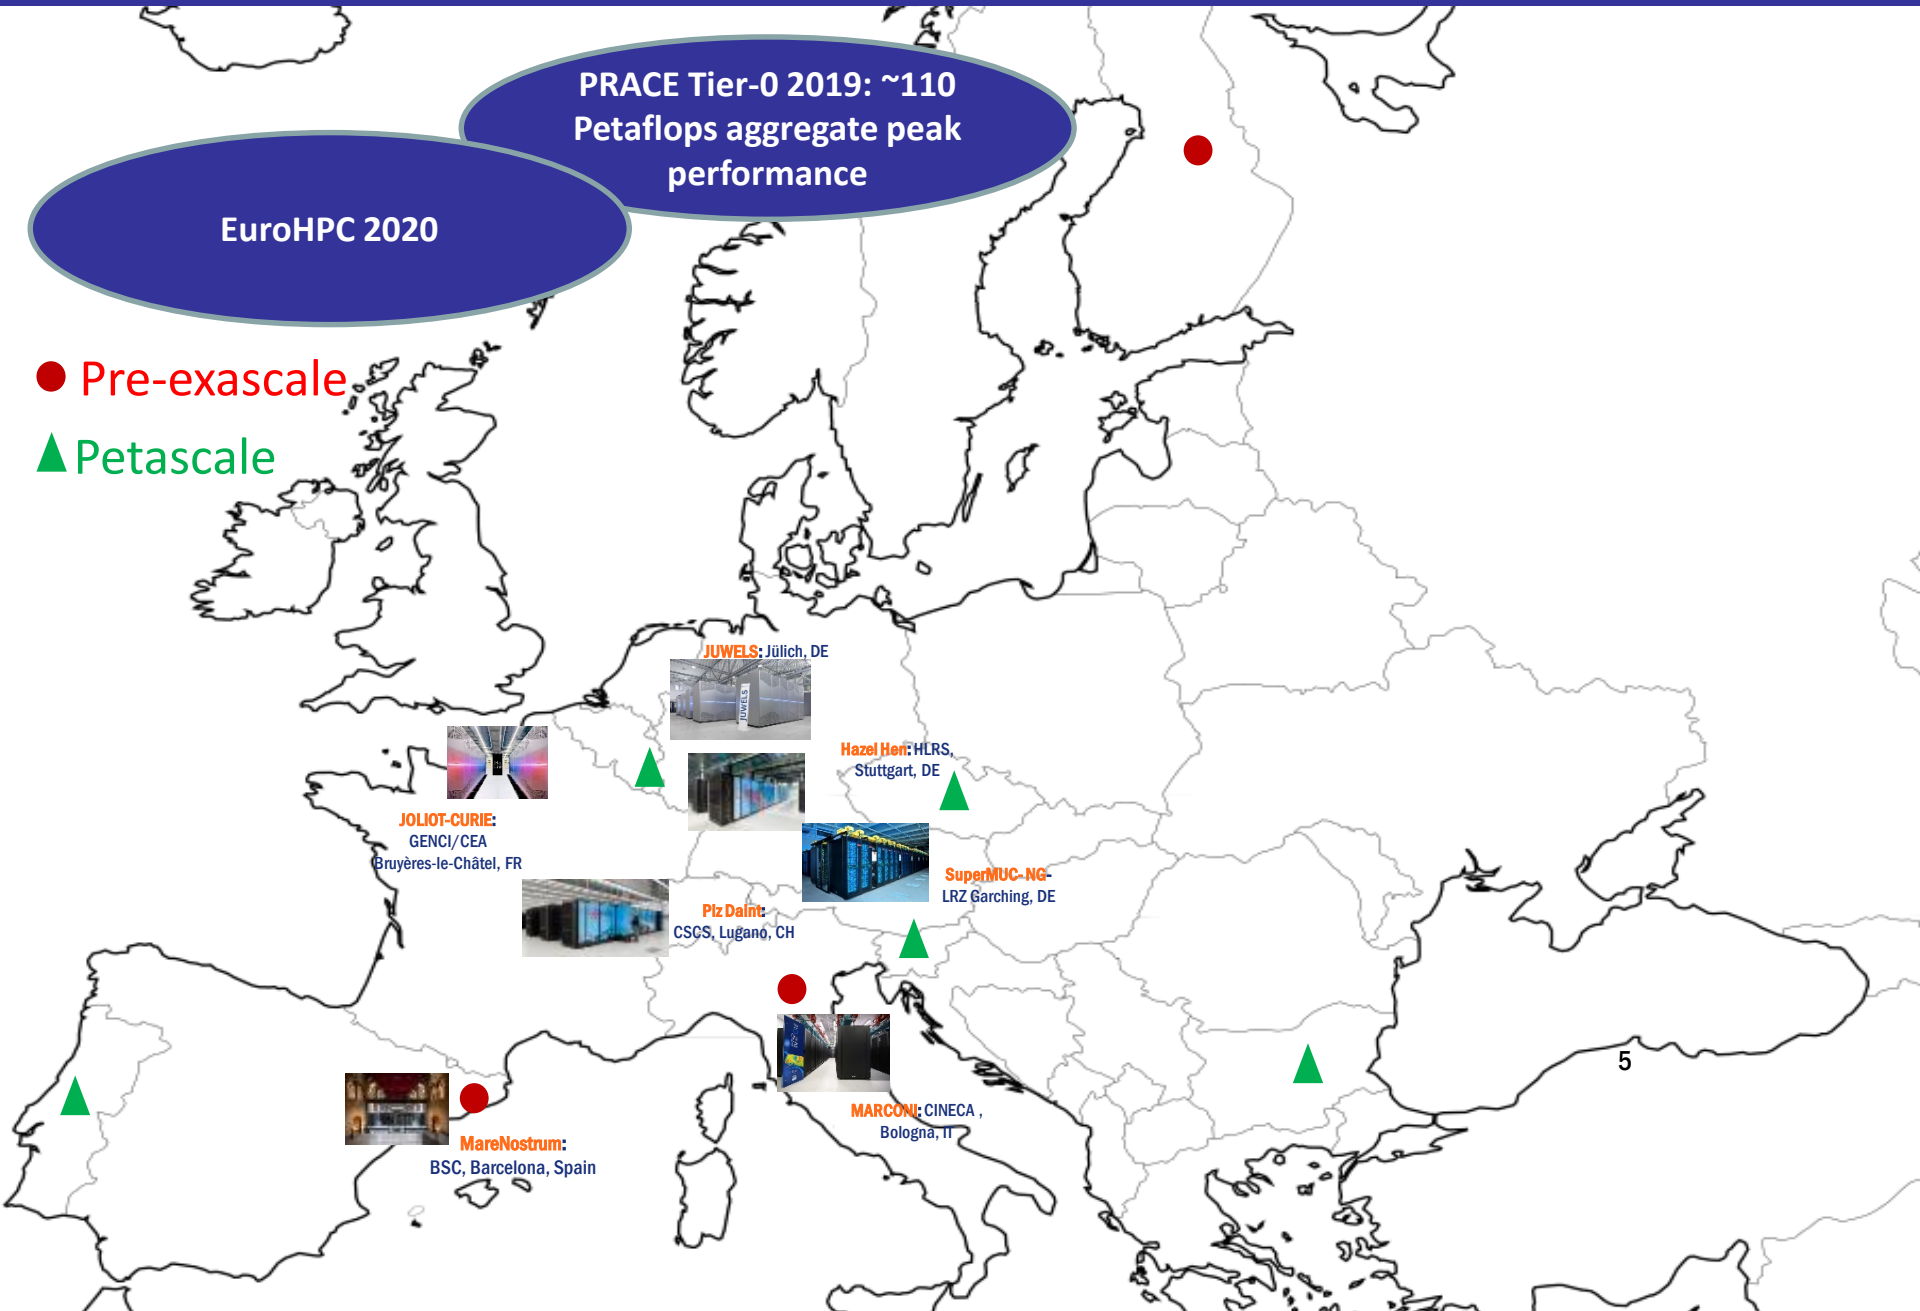 PRACE Tier-0 2019: ~110
Petaflops aggregate peak
performance
EuroHPC 2020
Pre-exascale
Petascale
JUWELS: Jülich, DE
JUWELS
Hazel Hen: HLRS,
Stuttgart, DE
JOLIOT-CURIE:
GENCI/CEA
Bruyères-le-Châtel, FR
SuperMUC-NG-
LRZ Garching, DE
Piz Daint:
CSCS, Lugano, CH
MARCONI: CINECA ,
Bologna, IT
MareNostrum:
BSC, Barcelona, Spain
5